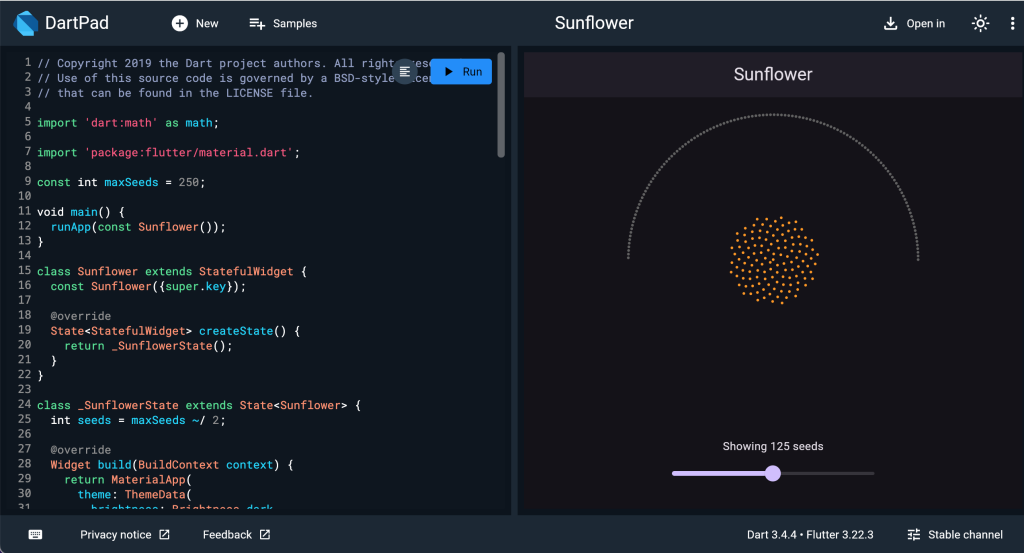 DartPad
New
Samples
Sunflower
Open in
1 // Copyright 2019 the Dart project authors. All right
2 // Use of this source code is governed by a BSD-style
3 // that can be found in the LICENSE file.
4
5 import 'dart:math' as math;
6
7 import 'package:flutter/material.dart';
8
9 const int maxSeeds = 250;
10
11 void main() {
12 runApp(const Sunflower());
13 }
14
15 class Sunflower extends StatefulWidget {
16 const Sunflower({super.key});
17
18 @override
19 State<StatefulWidget> createState() {
20 return _SunflowerState();
21 }
22 }
23
24 class _SunflowerState extends State<Sunflower> {
25 int seeds = maxSeeds ~/ 2;
26
27 @override
28 Widget build(BuildContext context) {
29 return MaterialApp(
30 theme: ThemeData(
31 brightness: Brightness.dark,
Run
Sunflower
Showing 125 seeds
Privacy notice
Feedback
Dart 3.4.4 • Flutter 3.22.3
Stable channel